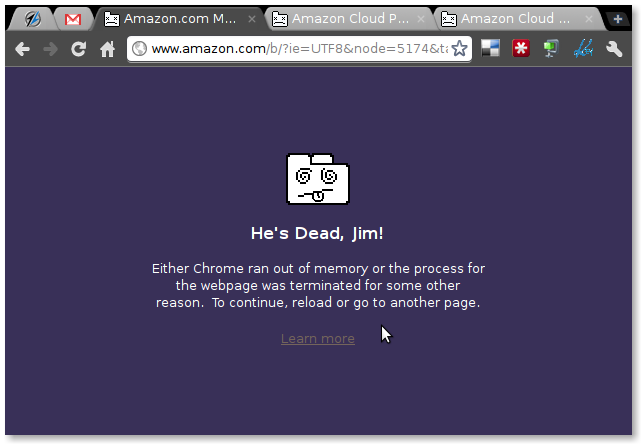 Amazon.com M...
Amazon Cloud P...
Amazon Cloud ...
www.amazon.com/b/?ie=UTF8&node=5174&ta
He's Dead, Jim!
Either Chrome ran out of memory or the process for
the webpage was terminated for some other
reason. To continue, reload or go to another page.
Learn more